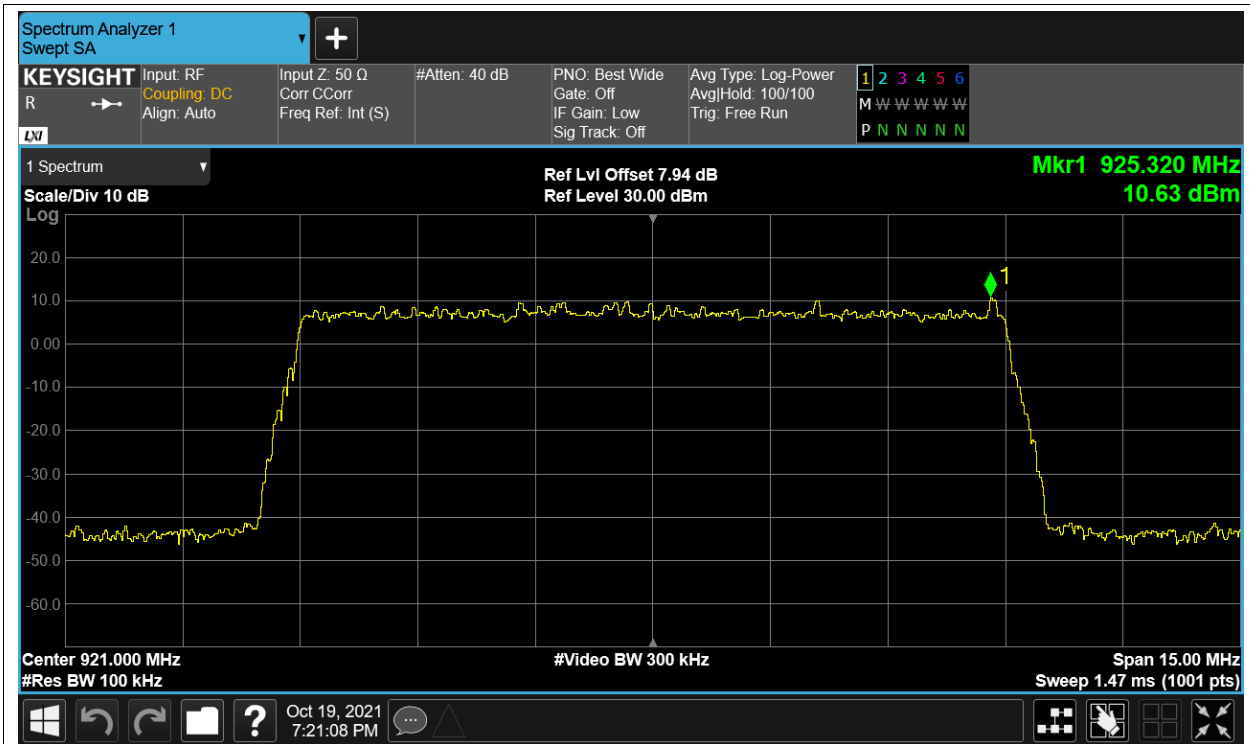 Spectrum Analyzer 1
Swept SA
KEYSIGHT
R
LXI
Input: RF
Coupling: DC
Align: Auto
Input Z: 50 Ω
Corr CCorr
Freq Ref: Int (S)
#Atten: 40 dB
PNO: Best Wide
Gate: Off
IF Gain: Low
Sig Track: Off
Avg Type: Log-Power
Avg|Hold: 100/100
Trig: Free Run
1 2 3 4 5 6
M W W W W W
P N N N N N
1 Spectrum
Scale/Div 10 dB
Log
Ref Lvl Offset 7.94 dB
Ref Level 30.00 dBm
Mkr1 925.320 MHz
10.63 dBm
1
20.0
10.0
0.00
-10.0
-20.0
-30.0
-40.0
-50.0
-60.0
Center 921.000 MHz
#Res BW 100 kHz
#Video BW 300 kHz
Span 15.00 MHz
Sweep 1.47 ms (1001 pts)
?
Oct 19, 2021
7:21:08 PM